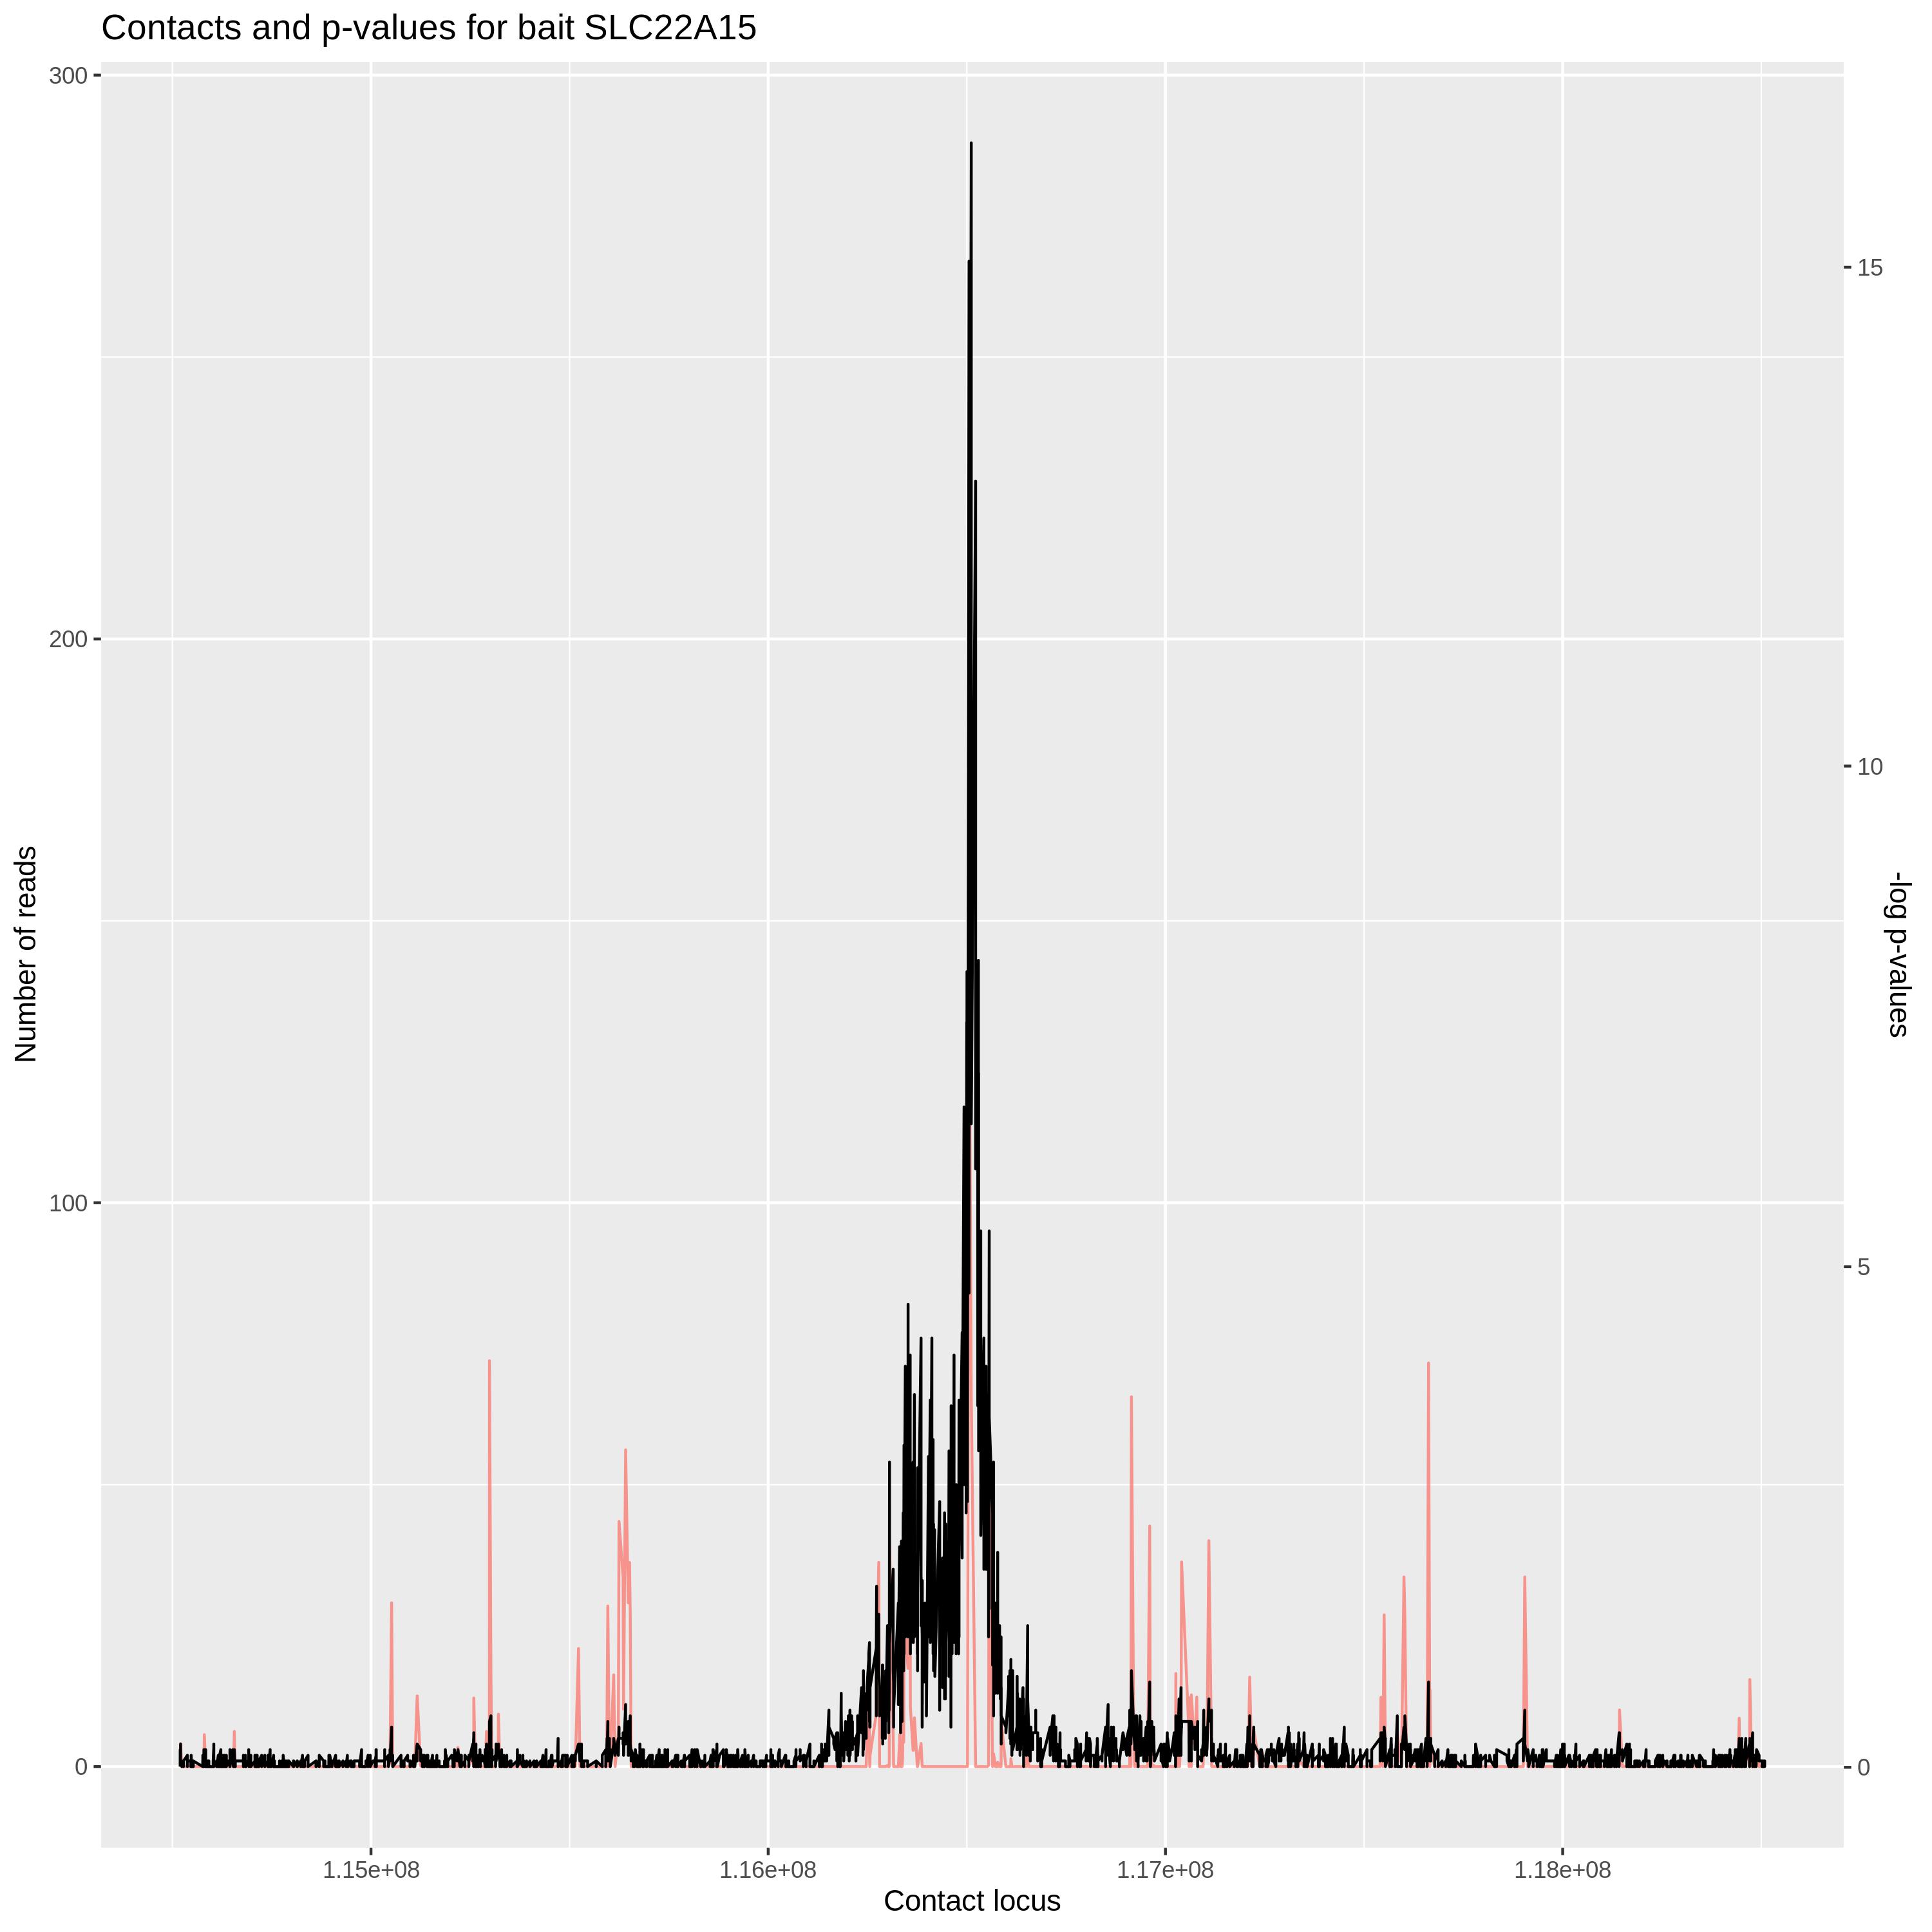 Contacts and p-values for bait SLC22A15
300
200
100
0
15
10
5
0
Number of reads
-log p-values
1.15e+08
1.16e+08
1.17e+08
1.18e+08
Contact locus